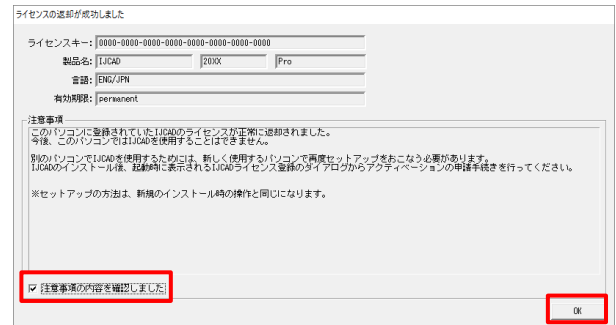 ライセンスの返却が成功しました
ライセンスキー: 0000-0000-0000-0000-0000-0000-0000-0000
製品名: IJCAD 20XX Pro
言語: ENG/JPN
有効期限: permanent
注意事項
このパソコンに登録されていたIJCADのライセンスが正常に返却されました。
今後、このパソコンではIJCADを使用することはできません。
別のパソコンでIJCADを使用するためには、新しく使用するパソコンで再度セットアップをおこなう必要があります。
IJCADのインストール後、起動時に表示されるIJCADライセンス登録のダイアログからアクティベーションの申請手続きを行ってください。
※セットアップの方法は、新規のインストール時の操作と同じになります。
注意事項の内容を確認しました
OK